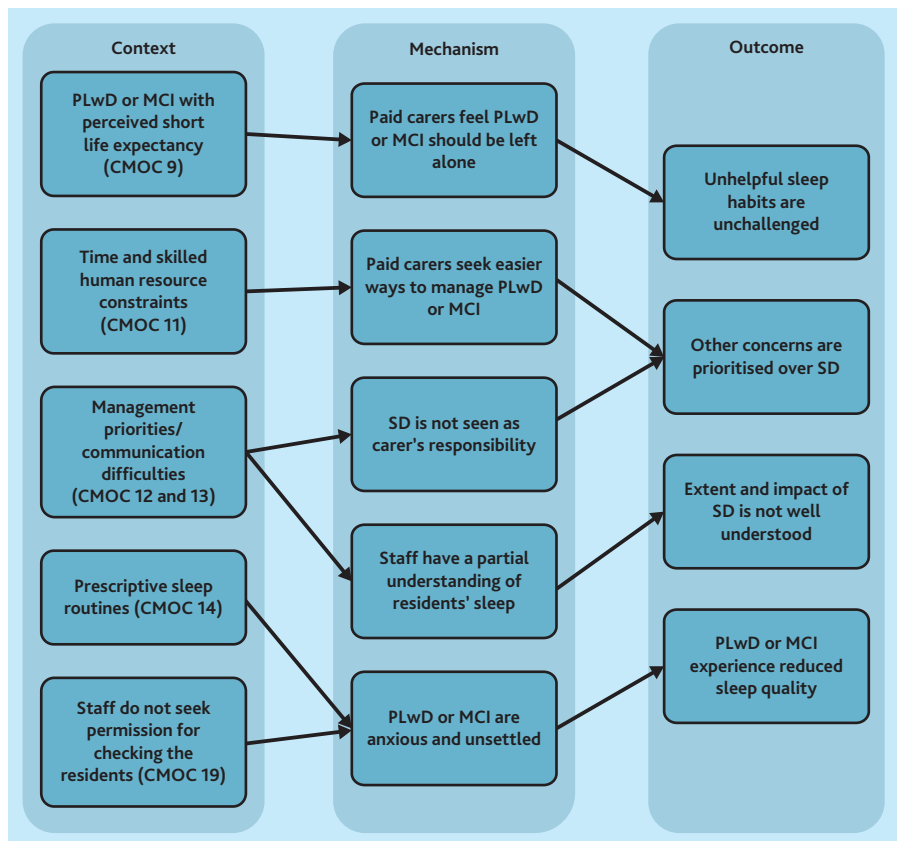 Context
PLwD or MCI with
perceived short
life expectancy
(CMOC 9)
Time and skilled
human resource
constraints
(CMOC 11)
Management
priorities/
communication
difficulties
(CMOC 12 and 13)
Prescriptive sleep
routines (CMOC 14)
Staff do not seek
permission for
checking the
residents (CMOC 19)
Mechanism
Paid carers feel PLwD
or MCI should be left
alone
Paid carers seek easier
ways to manage PLwD
or MCI
SD is not seen as
carer's responsibility
Staff have a partial
understanding of
residents' sleep
PLwD or MCI are
anxious and unsettled
Outcome
Unhelpful sleep
habits are
unchallenged
Other concerns are
prioritised over SD
Extent and impact of
SD is not well
understood
PLwD or MCI
experience reduced
sleep quality